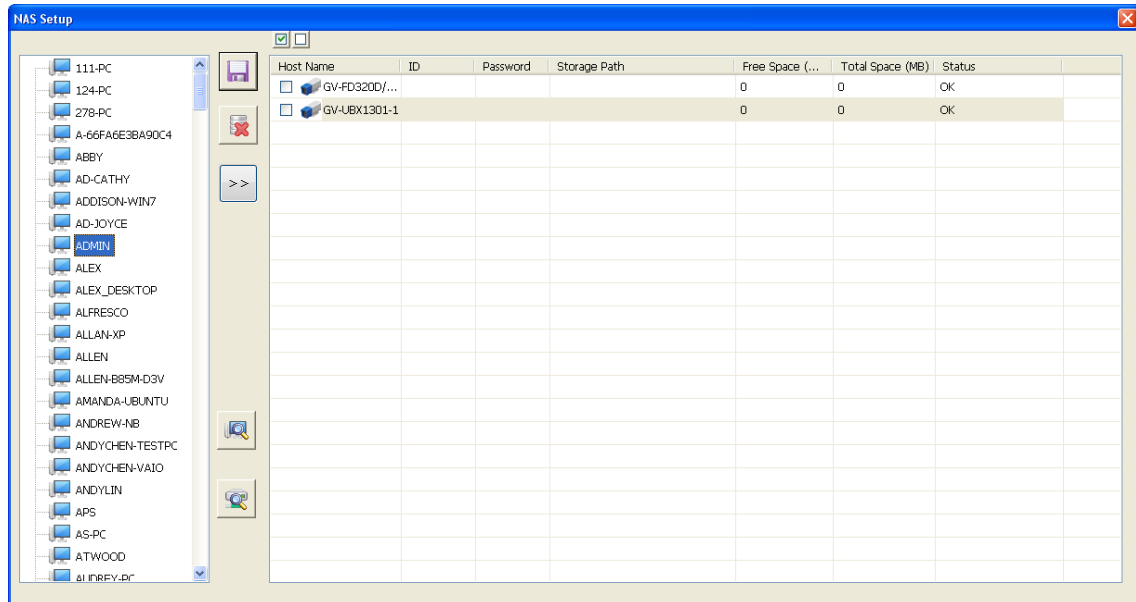 NAS Setup
111-PC
124-PC
278-PC
A-66FA6E3BA90C4
ABBY
AD-CATHY
ADDISON-WIN7
AD-JOYCE
ADMIN
ALEX
ALEX_DESKTOP
ALFRESCO
ALLAN-XP
ALLEN
ALLEN-B85M-D3V
AMANDA-UBUNTU
ANDREW-NB
ANDYCHEN-TESTPC
ANDYCHEN-VAIO
ANDYLIN
APS
AS-PC
ATWOOD
AUDREY-PC
>>
Host Name ID Password Storage Path Free Space (... Total Space (MB) Status
GV-FD320D/... 0 0 OK
GV-UBX1301-1 0 0 OK